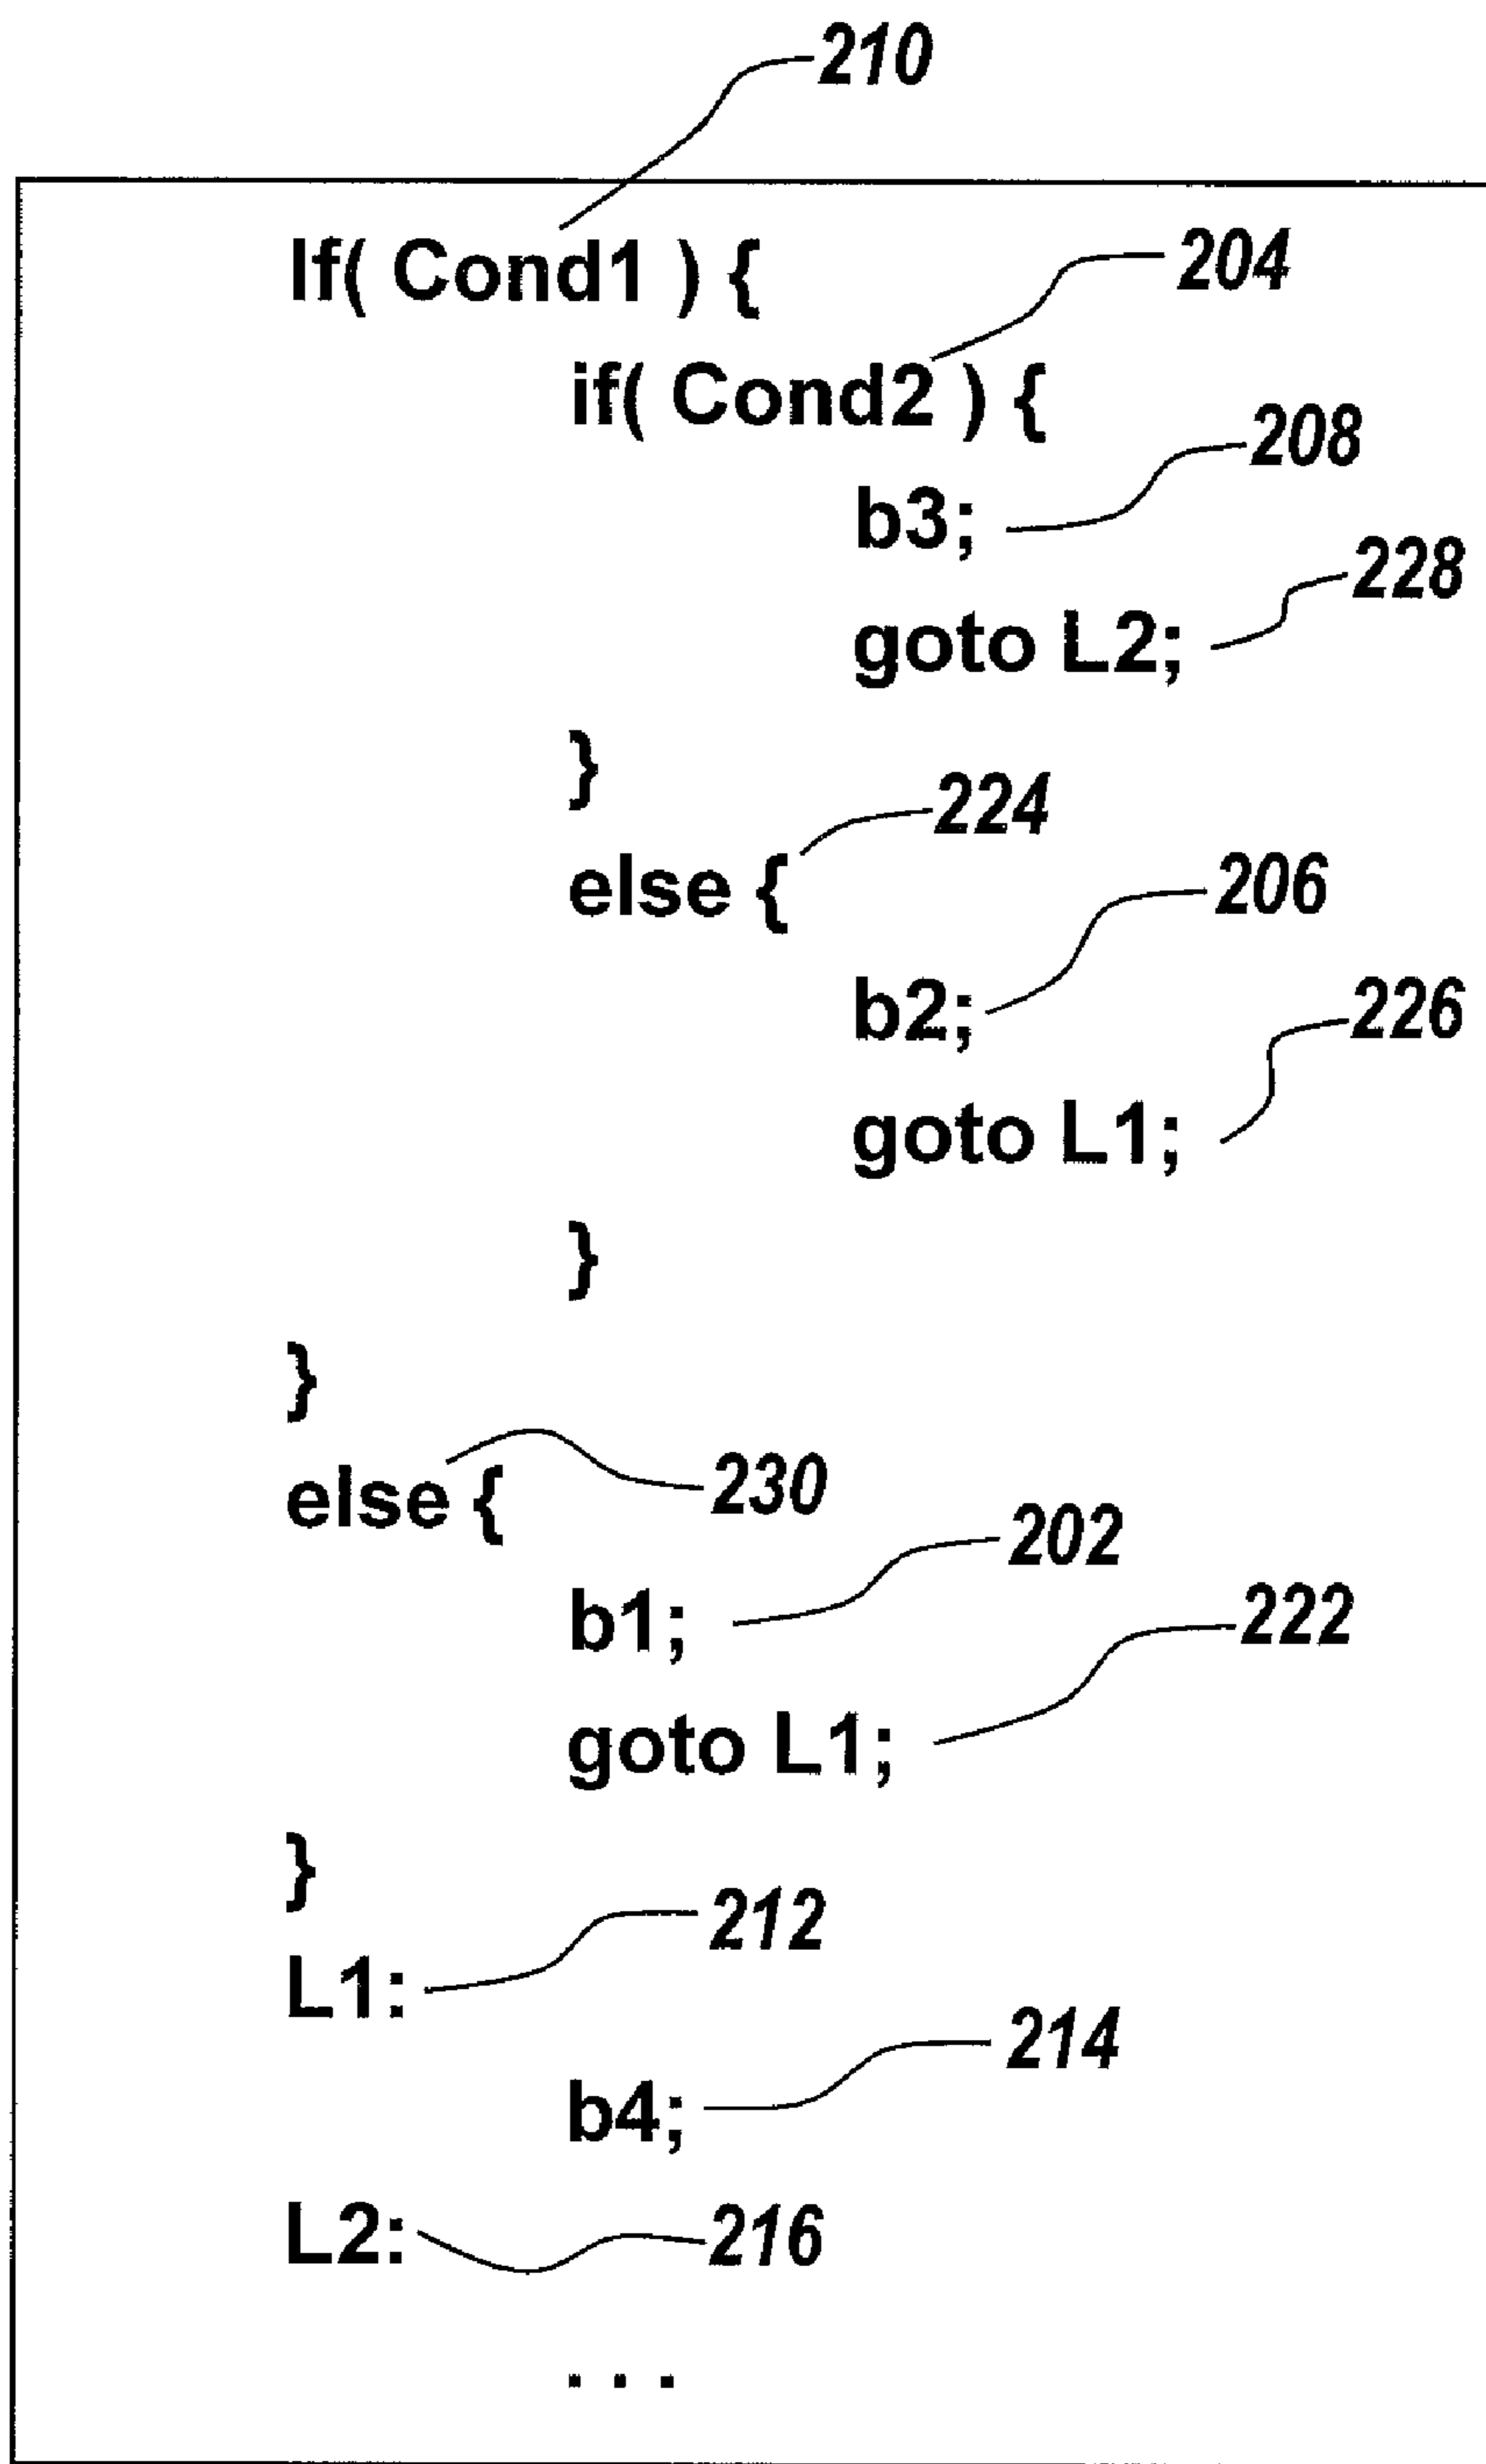 210
If( Cond1 ) {
204
if( Cond2 ) {
208
b3;
228
goto L2;
}
224
else {
206
b2;
226
goto L1;
}
}
else {
230
202
b1;
222
goto L1;
}
212
L1:
214
b4;
L2:
216
. . .